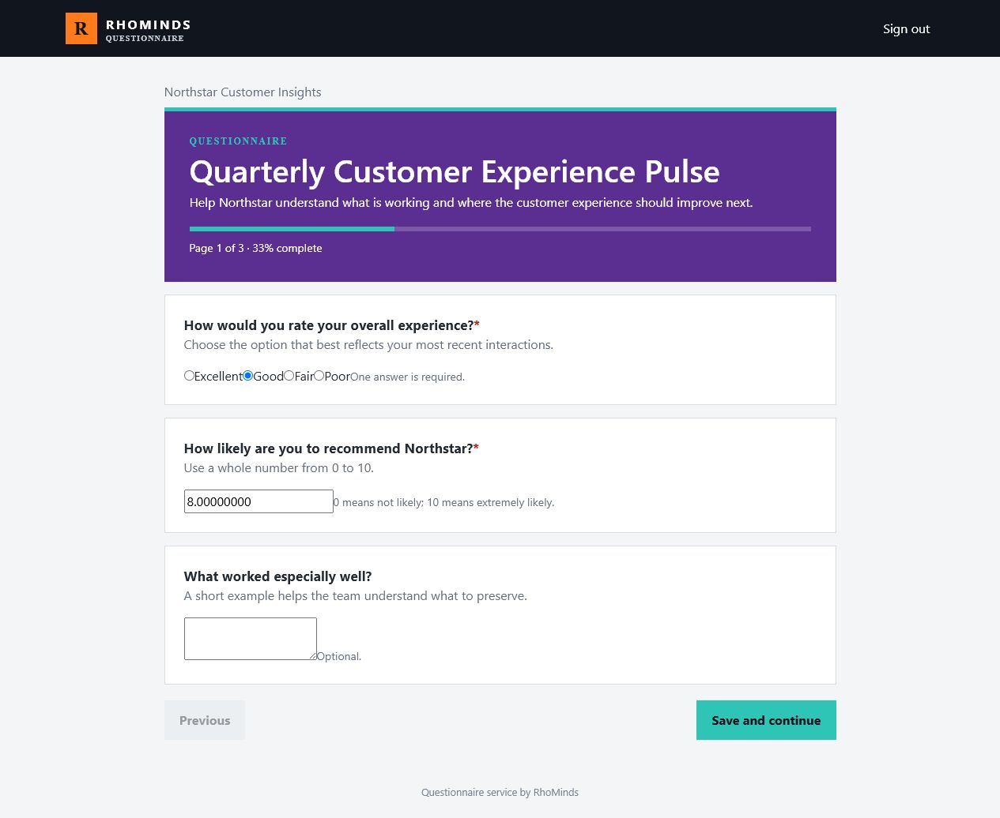 R
RHOMINDS
QUESTIONNAIRE
Sign out
Northstar Customer Insights
QUESTIONNAIRE
Quarterly Customer Experience Pulse
Help Northstar understand what is working and where the customer experience should improve next.
Page 1 of 3 · 33% complete
How would you rate your overall experience?*
Choose the option that best reflects your most recent interactions.
Excellent Good Fair Poor One answer is required.
How likely are you to recommend Northstar?*
Use a whole number from 0 to 10.
8.00000000 0 means not likely; 10 means extremely likely.
What worked especially well?
A short example helps the team understand what to preserve.
Optional.
Previous
Save and continue
Questionnaire service by RhoMinds